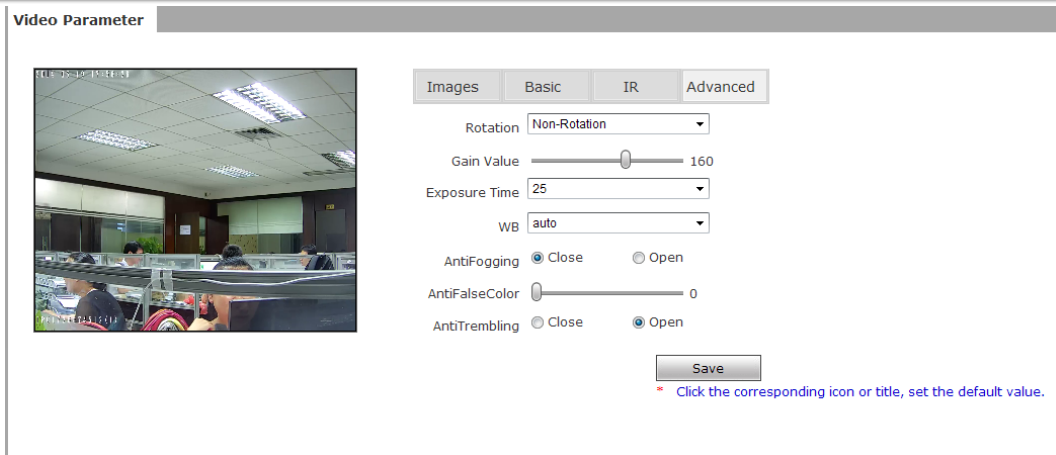 Video Parameter
Images Basic IR Advanced
Rotation Non-Rotation
Gain Value 160
Exposure Time 25
WB auto
AntiFogging Close Open
AntiFalseColor 0
AntiTrembling Close Open
Save
* Click the corresponding icon or title, set the default value.